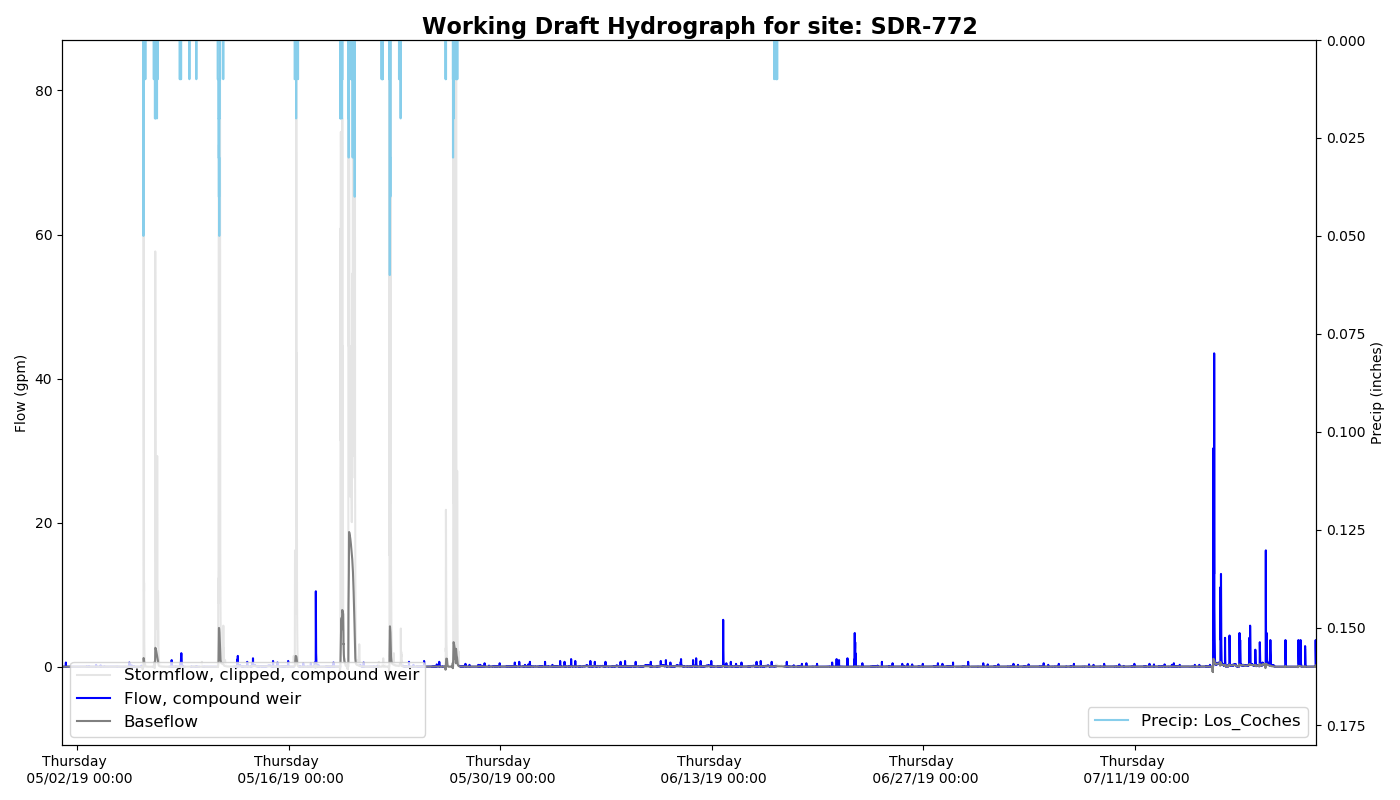 Working Draft Hydrograph for site: SDR-772
80
60
40
20
0
Flow (gpm)
0.000
0.025
0.050
0.075
0.100
0.125
0.150
0.175
Precip (inches)
Stormflow, clipped, compound weir
Flow, compound weir
Baseflow
Precip: Los_Coches
Thursday
05/02/19 00:00
Thursday
05/16/19 00:00
Thursday
05/30/19 00:00
Thursday
06/13/19 00:00
Thursday
06/27/19 00:00
Thursday
07/11/19 00:00